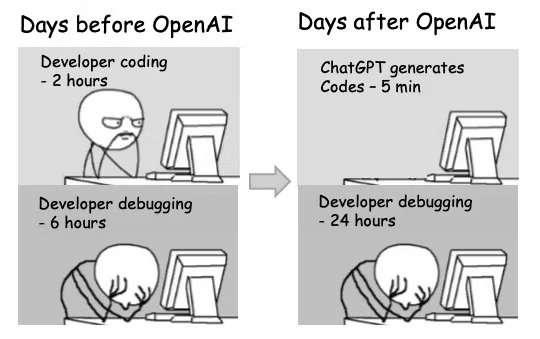 Days before OpenAI
Developer coding
- 2 hours
Developer debugging
- 6 hours
Days after OpenAI
ChatGPT generates
Codes – 5 min
Developer debugging
- 24 hours